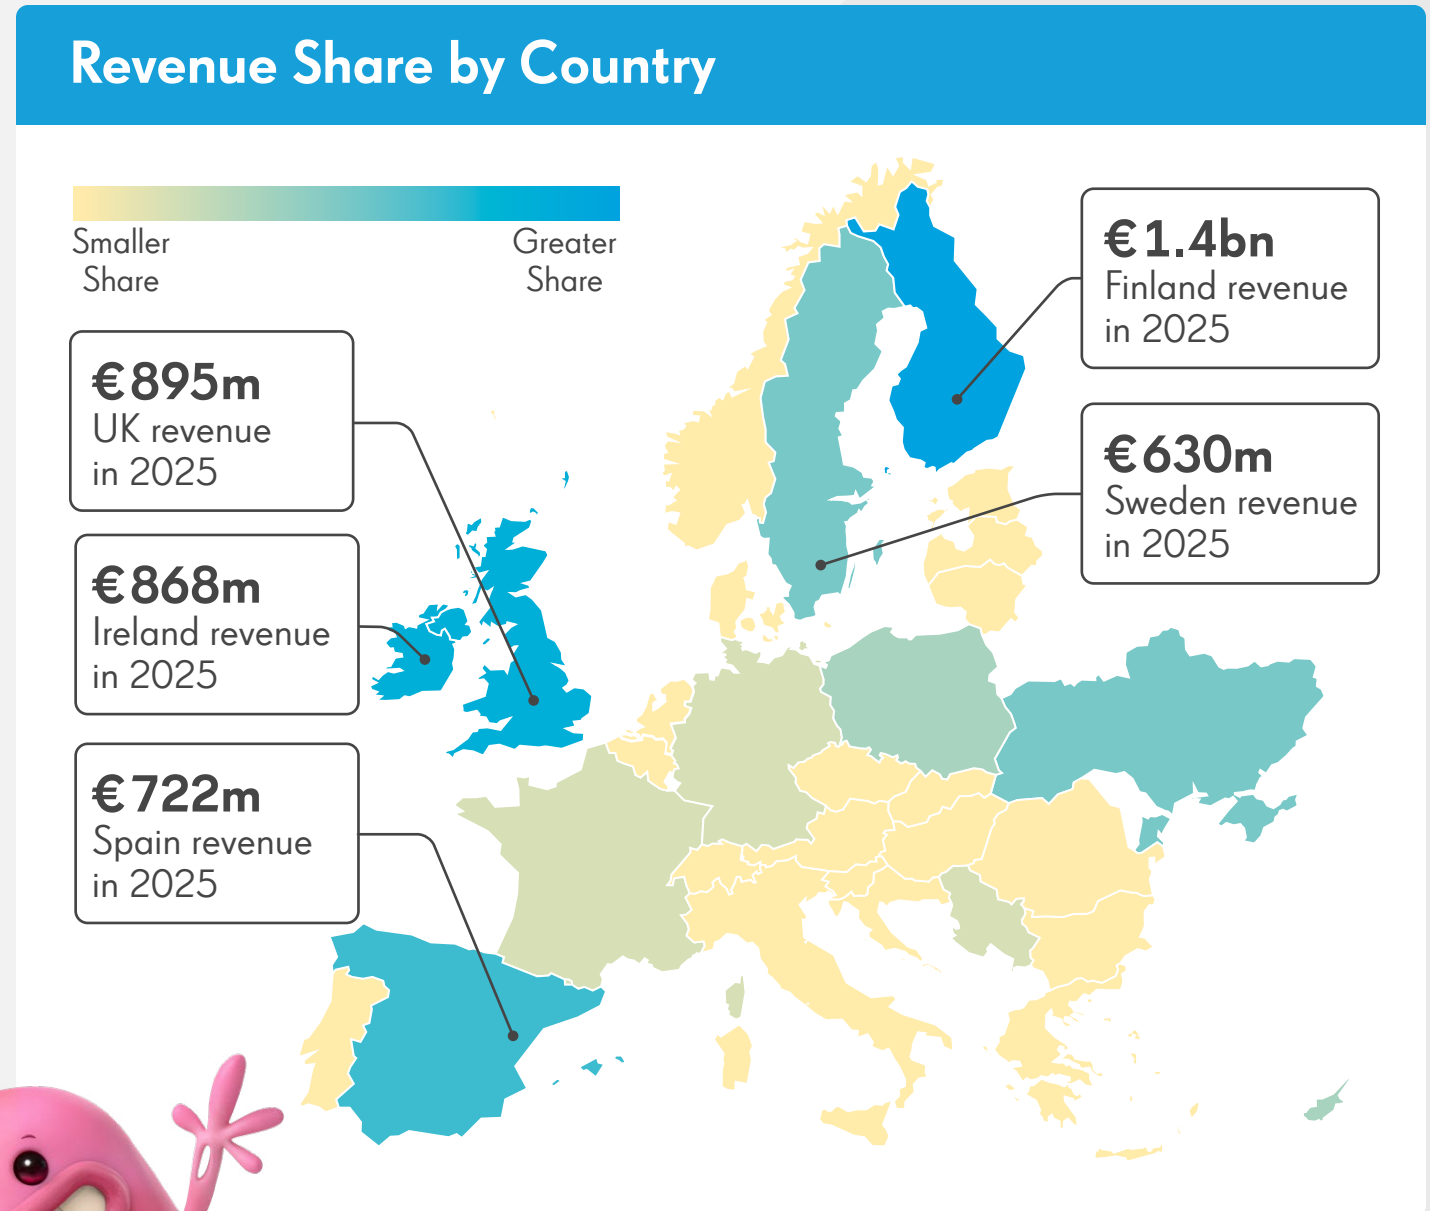 Revenue Share by Country
Smaller
Share
Greater
Share
€895m
UK revenue
in 2025
€868m
Ireland revenue
in 2025
€722m
Spain revenue
in 2025
€1.4bn
Finland revenue
in 2025
€630m
Sweden revenue
in 2025